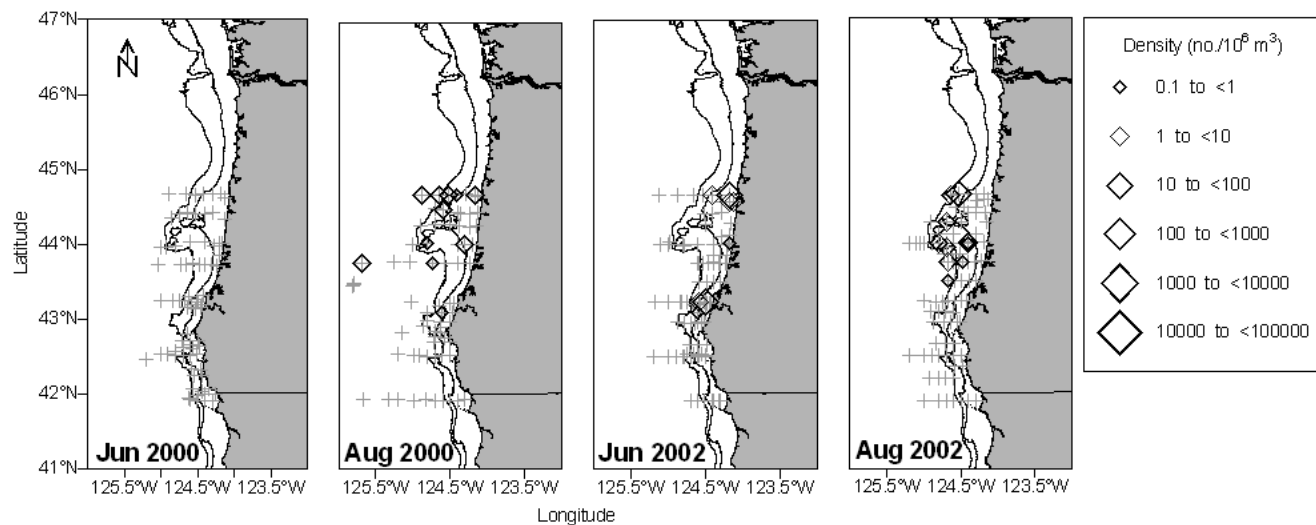 47°N
46°N
45°N
44°N
43°N
42°N
41°N
Latitude
N
Jun 2000
Aug 2000
Jun 2002
Aug 2002
125.5°W 124.5°W 123.5°W
125.5°W 124.5°W 123.5°W
125.5°W 124.5°W 123.5°W
125.5°W 124.5°W 123.5°W
Longitude
Density (no./10⁶ m³)
0.1 to <1
1 to <10
10 to <100
100 to <1000
1000 to <10000
10000 to <100000